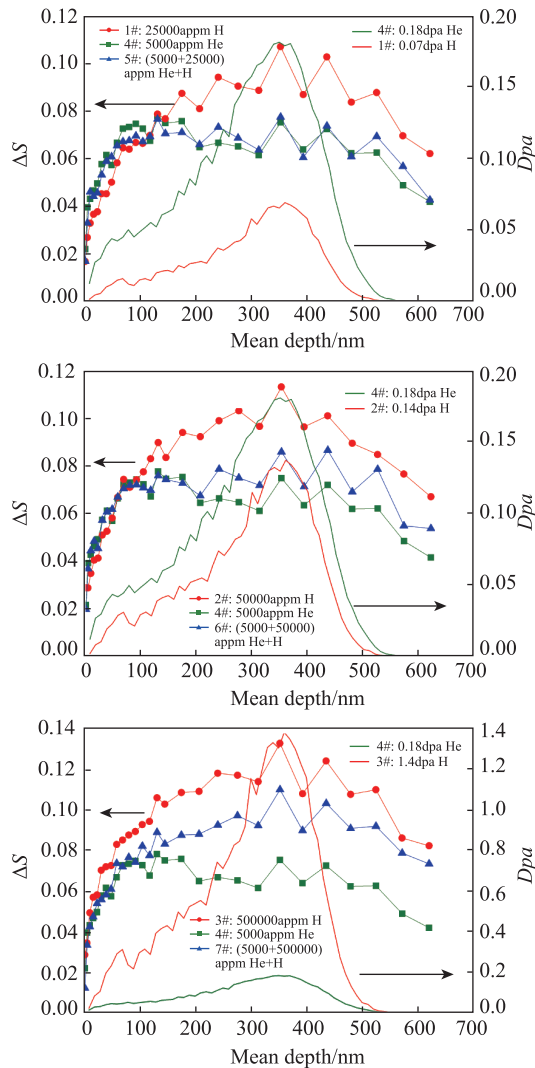 1#: 25000appm H
4#: 5000appm He
5#: (5000+25000)
appm He+H
4#: 0.18dpa He
1#: 0.07dpa H
0.12
0.10
0.08
0.06
0.04
0.02
0.00
ΔS
0.20
0.15
0.10
0.05
0.00
Dpa
0 100 200 300 400 500 600 700
Mean depth/nm
4#: 0.18dpa He
2#: 0.14dpa H
2#: 50000appm H
4#: 5000appm He
6#: (5000+50000)
appm He+H
0.12
0.10
0.08
0.06
0.04
0.02
0.00
ΔS
0.20
0.15
0.10
0.05
0.00
Dpa
0 100 200 300 400 500 600 700
Mean depth/nm
4#: 0.18dpa He
3#: 1.4dpa H
3#: 500000appm H
4#: 5000appm He
7#: (5000+500000)
appm He+H
0.14
0.12
0.10
0.08
0.06
0.04
0.02
0.00
ΔS
1.4
1.2
1.0
0.8
0.6
0.4
0.2
0.0
Dpa
0 100 200 300 400 500 600 700
Mean depth/nm